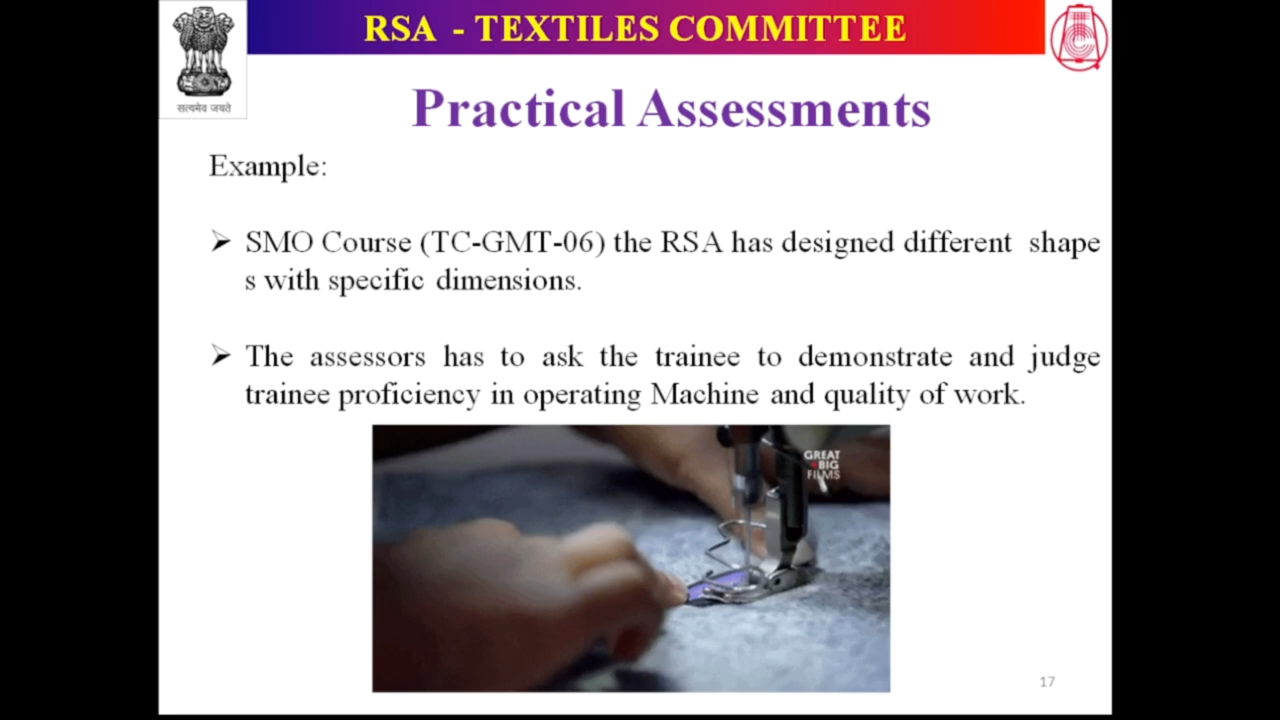 RSA - TEXTILES COMMITTEE
सत्यमेव जयते
Practical Assessments
Example:
➢ SMO Course (TC-GMT-06) the RSA has designed different shape
s with specific dimensions.
➢ The assessors has to ask the trainee to demonstrate and judge
trainee proficiency in operating Machine and quality of work.
GREAT
BIG
FILMS
17